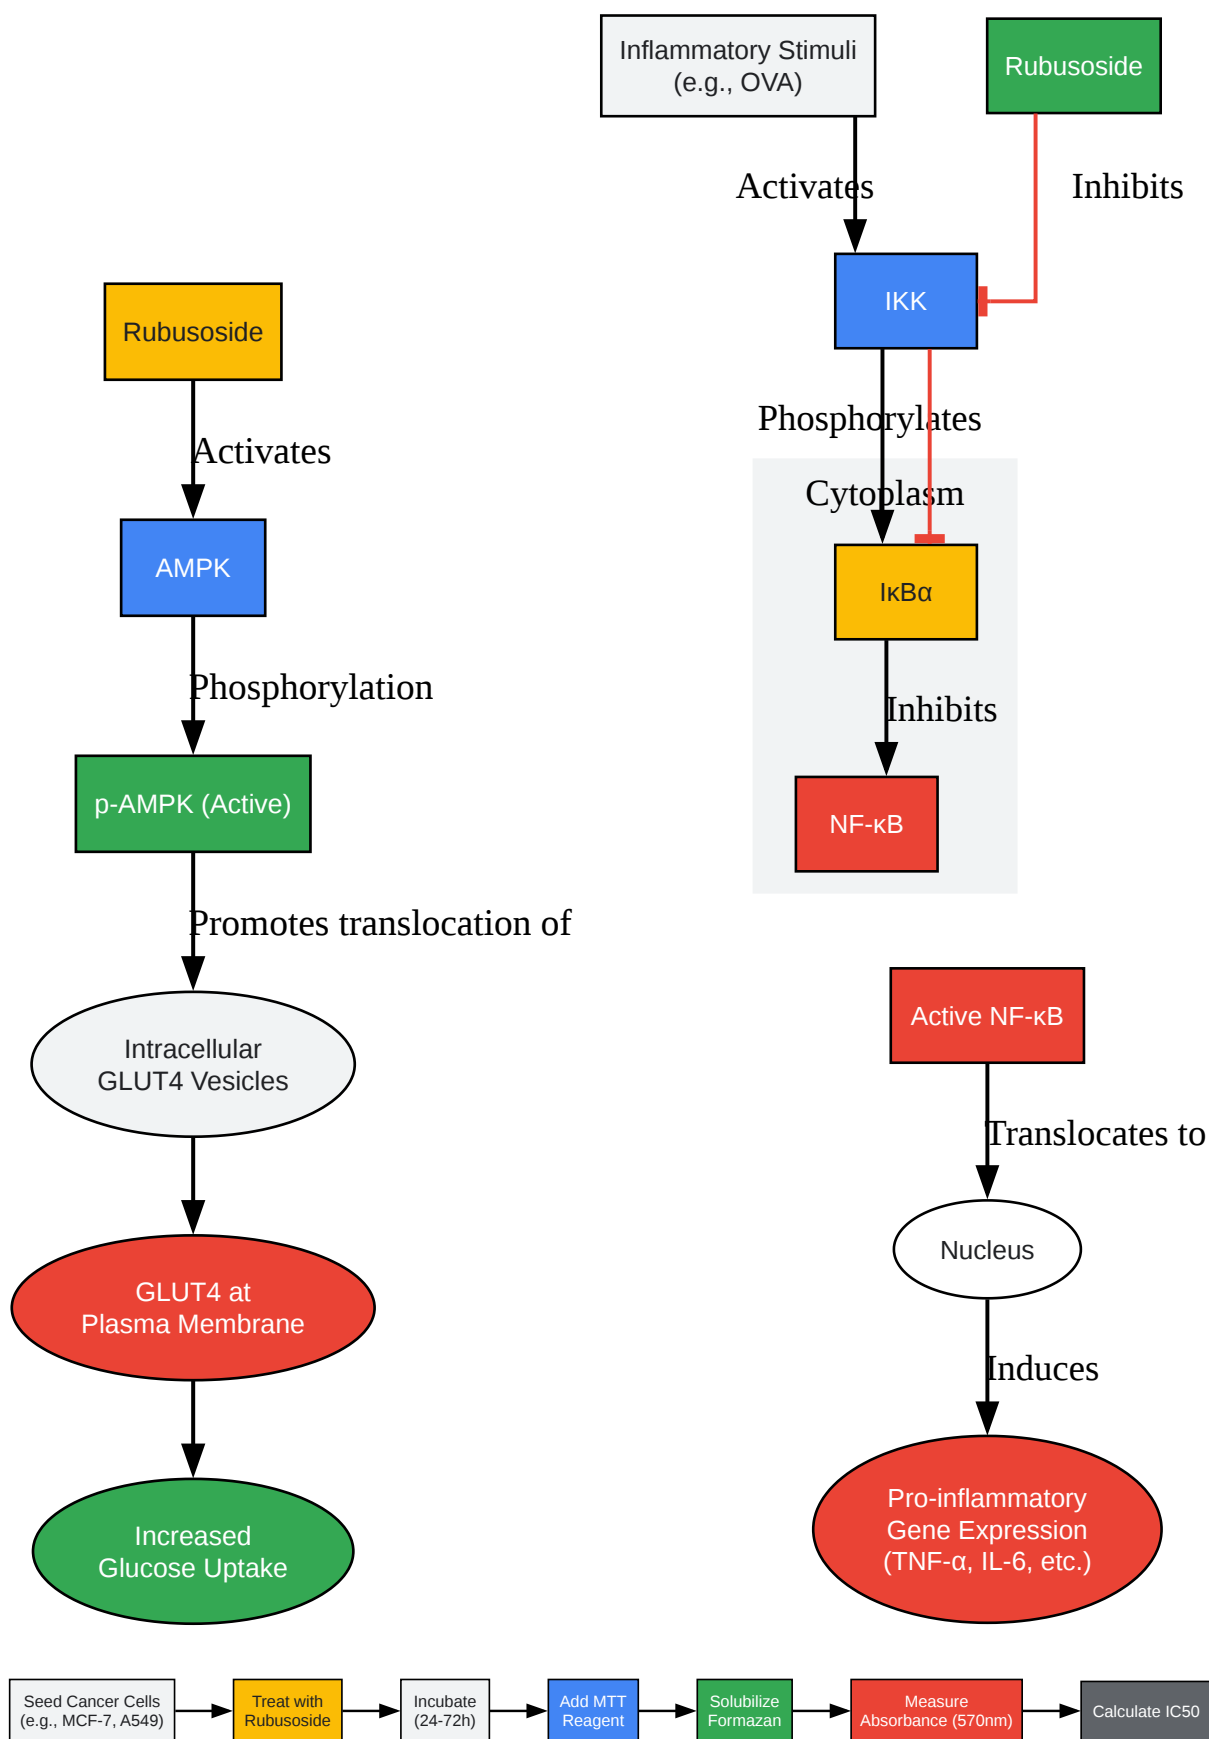 Rubusoside
Activates
AMPK
Phosphorylation
p-AMPK (Active)
Promotes translocation of
Intracellular
GLUT4 Vesicles
GLUT4 at
Plasma Membrane
Increased
Glucose Uptake
Inflammatory Stimuli
(e.g., OVA)
Rubusoside
Activates
Inhibits
IKK
Phosphorylates
Cytoplasm
IκBα
Inhibits
NF-κB
Active NF-κB
Translocates to
Nucleus
Induces
Pro-inflammatory
Gene Expression
(TNF-α, IL-6, etc.)
Seed Cancer Cells
(e.g., MCF-7, A549)
Treat with
Rubusoside
Incubate
(24-72h)
Add MTT
Reagent
Solubilize
Formazan
Measure
Absorbance (570nm)
Calculate IC50